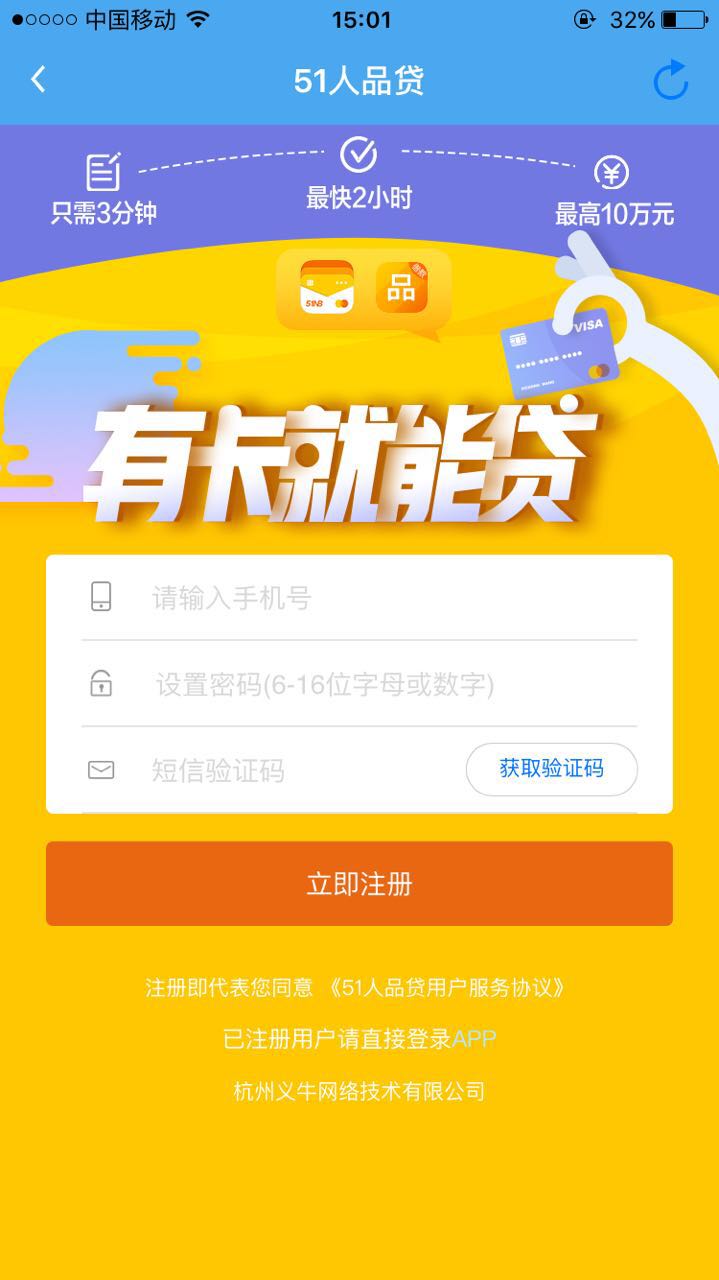 中国移动
15:01
32%
51人品贷
只需3分钟
最快2小时
最高10万元
51人品
品
VISA
有卡就能贷
请输入手机号
设置密码(6-16位字母或数字)
短信验证码
获取验证码
立即注册
注册即代表您同意 《51人品贷用户服务协议》
已注册用户请直接登录APP
杭州义牛网络技术有限公司